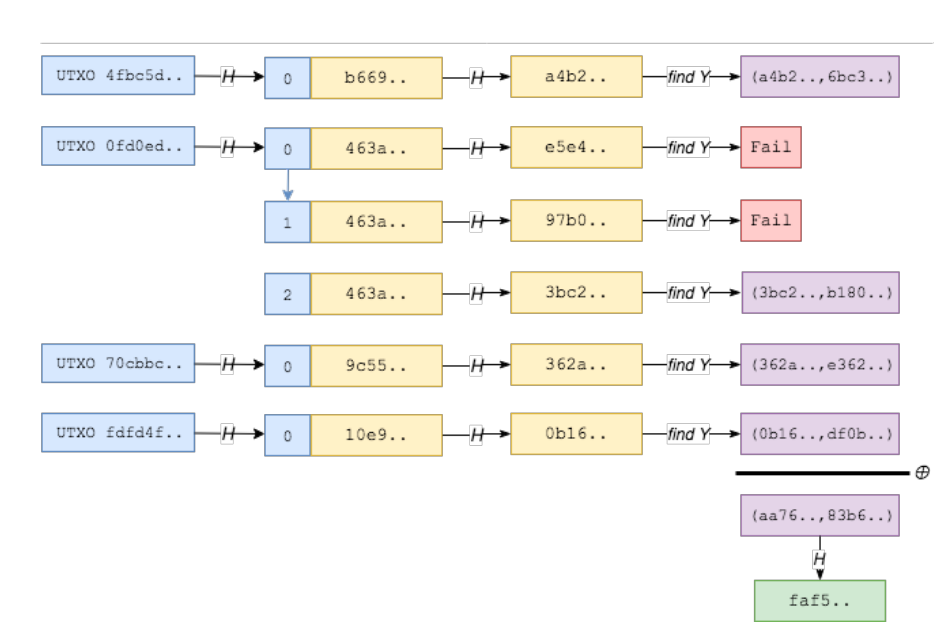 UTXO 4fbc5d.. H 0 b669.. H a4b2.. find Y (a4b2..,6bc3..)
UTXO 0fd0ed.. H 0 463a.. H e5e4.. find Y Fail
1 463a.. H 97b0.. find Y Fail
2 463a.. H 3bc2.. find Y (3bc2..,b180..)
UTXO 70cbbc.. H 0 9c55.. H 362a.. find Y (362a..,e362..)
UTXO fdfd4f.. H 0 10e9.. H 0b16.. find Y (0b16..,df0b..)
⊕
(aa76..,83b6..)
H
faf5..